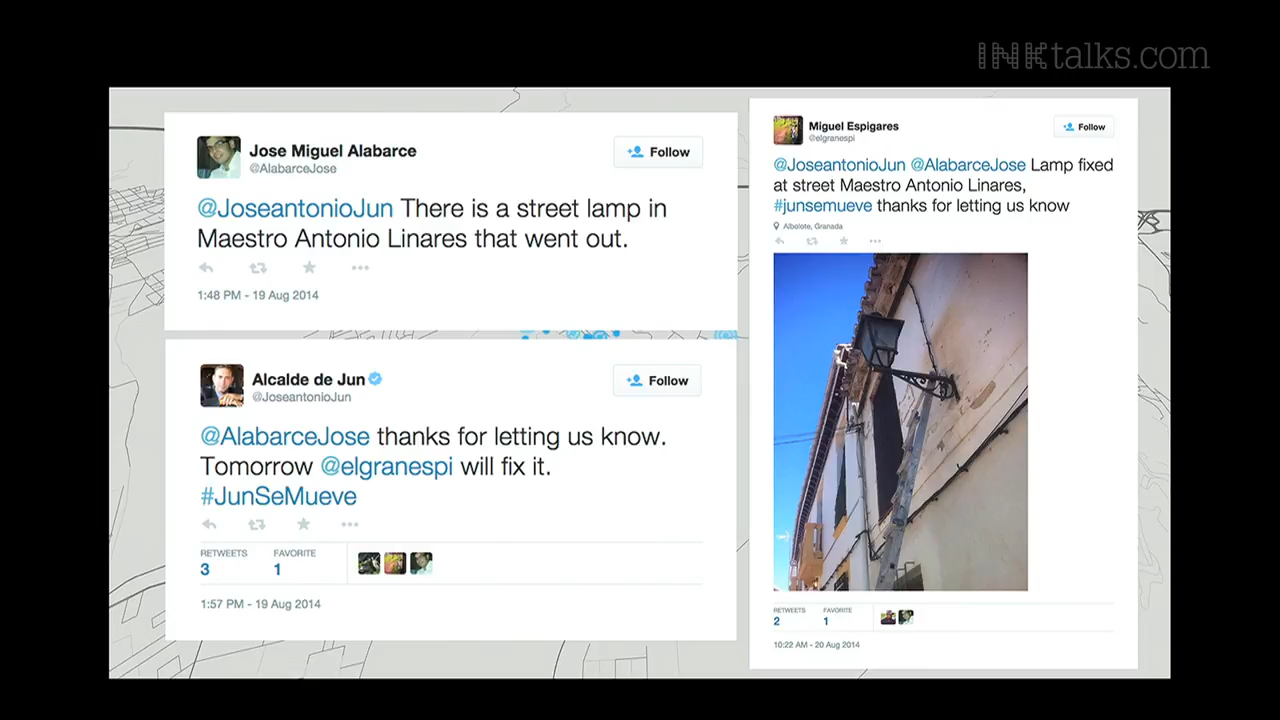 INKtalks.com
Jose Miguel Alabarce
@AlabarceJose
Follow
@JoseantonioJun There is a street lamp in
Maestro Antonio Linares that went out.
1:48 PM - 19 Aug 2014
Alcalde de Jun
@JoseantonioJun
Follow
@AlabarceJose thanks for letting us know.
Tomorrow @elgranespi will fix it.
#JunSeMueve
RETWEETS FAVORITE
3 1
1:57 PM - 19 Aug 2014
Miguel Espigares
@elgranespi
Follow
@JoseantonioJun @AlabarceJose Lamp fixed
at street Maestro Antonio Linares,
#junsemueve thanks for letting us know
Albolote, Granada
RETWEETS FAVORITE
2 1
10:22 AM - 20 Aug 2014